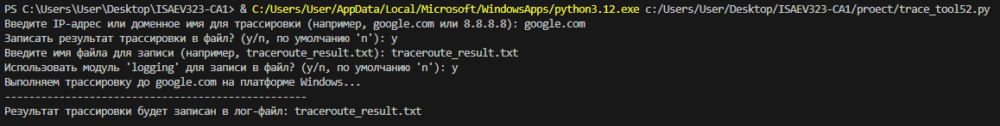 PS C:\Users\User\Desktop\ISAEV323-CA1> & C:/Users/User/AppData/Local/Microsoft/WindowsApps/python3.12.exe c:/Users/User/Desktop/ISAEV323-CA1/proect/trace_tool52.py
Введите IP-адрес или доменное имя для трассировки (например, google.com или 8.8.8.8): google.com
Записать результат трассировки в файл? (y/n, по умолчанию 'n'): y
Введите имя файла для записи (например, traceroute_result.txt): traceroute_result.txt
Использовать модуль 'logging' для записи в файл? (y/n, по умолчанию 'n'): y
Выполняем трассировку до google.com на платформе Windows...
--------------------------------------------------
Результат трассировки будет записан в лог-файл: traceroute_result.txt